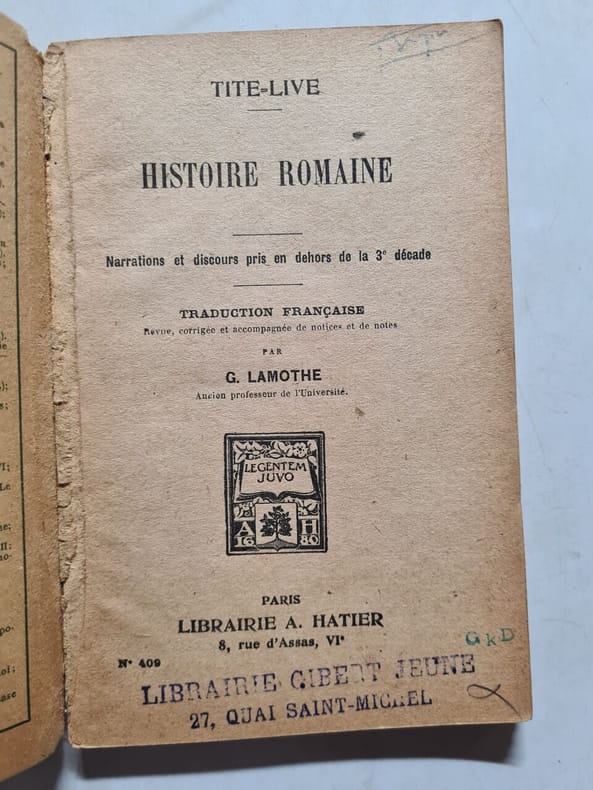 TITE-LIVE
HISTOIRE ROMAINE
Narrations et discours pris en dehors de la 3e décade
TRADUCTION FRANÇAISE
Revue, corrigée et accompagnée de notices et de notes
PAR
G. LAMOTHE
Ancien professeur de l'Université.
LEGENTEM
JUVO
A H
16 80
PARIS
LIBRAIRIE A. HATIER
8, rue d'Assas, VIe
N° 409
GkD
LIBRAIRIE GIBERT JEUNE
27, QUAI SAINT-MICHEL